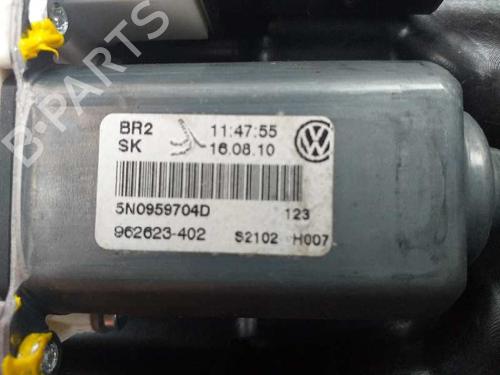 B-PARTS
BR2 11:47:55
SK 16.08.10
5N0959704D 123
962623-402 S2102 H007